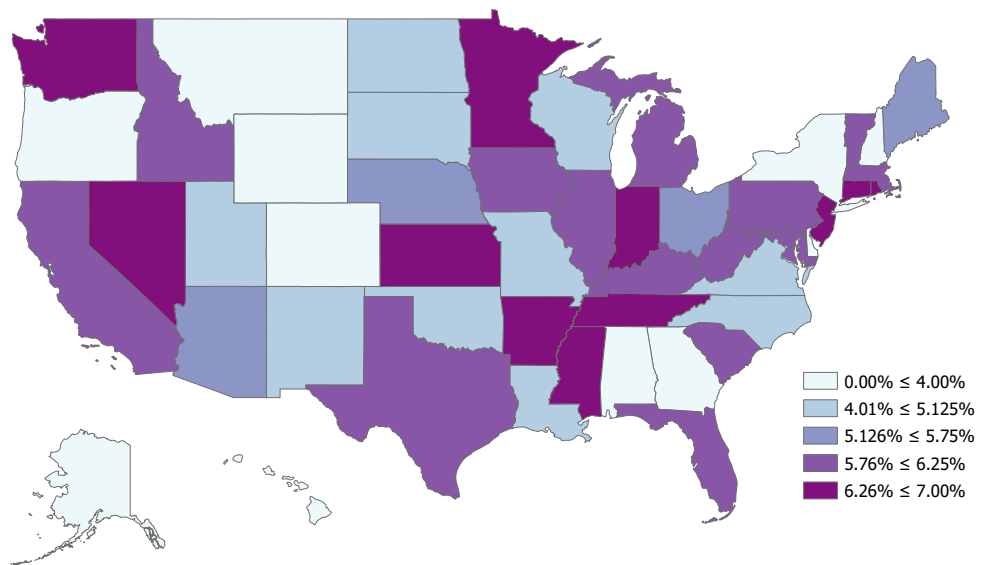 0.00% ≤ 4.00%
4.01% ≤ 5.125%
5.126% ≤ 5.75%
5.76% ≤ 6.25%
6.26% ≤ 7.00%